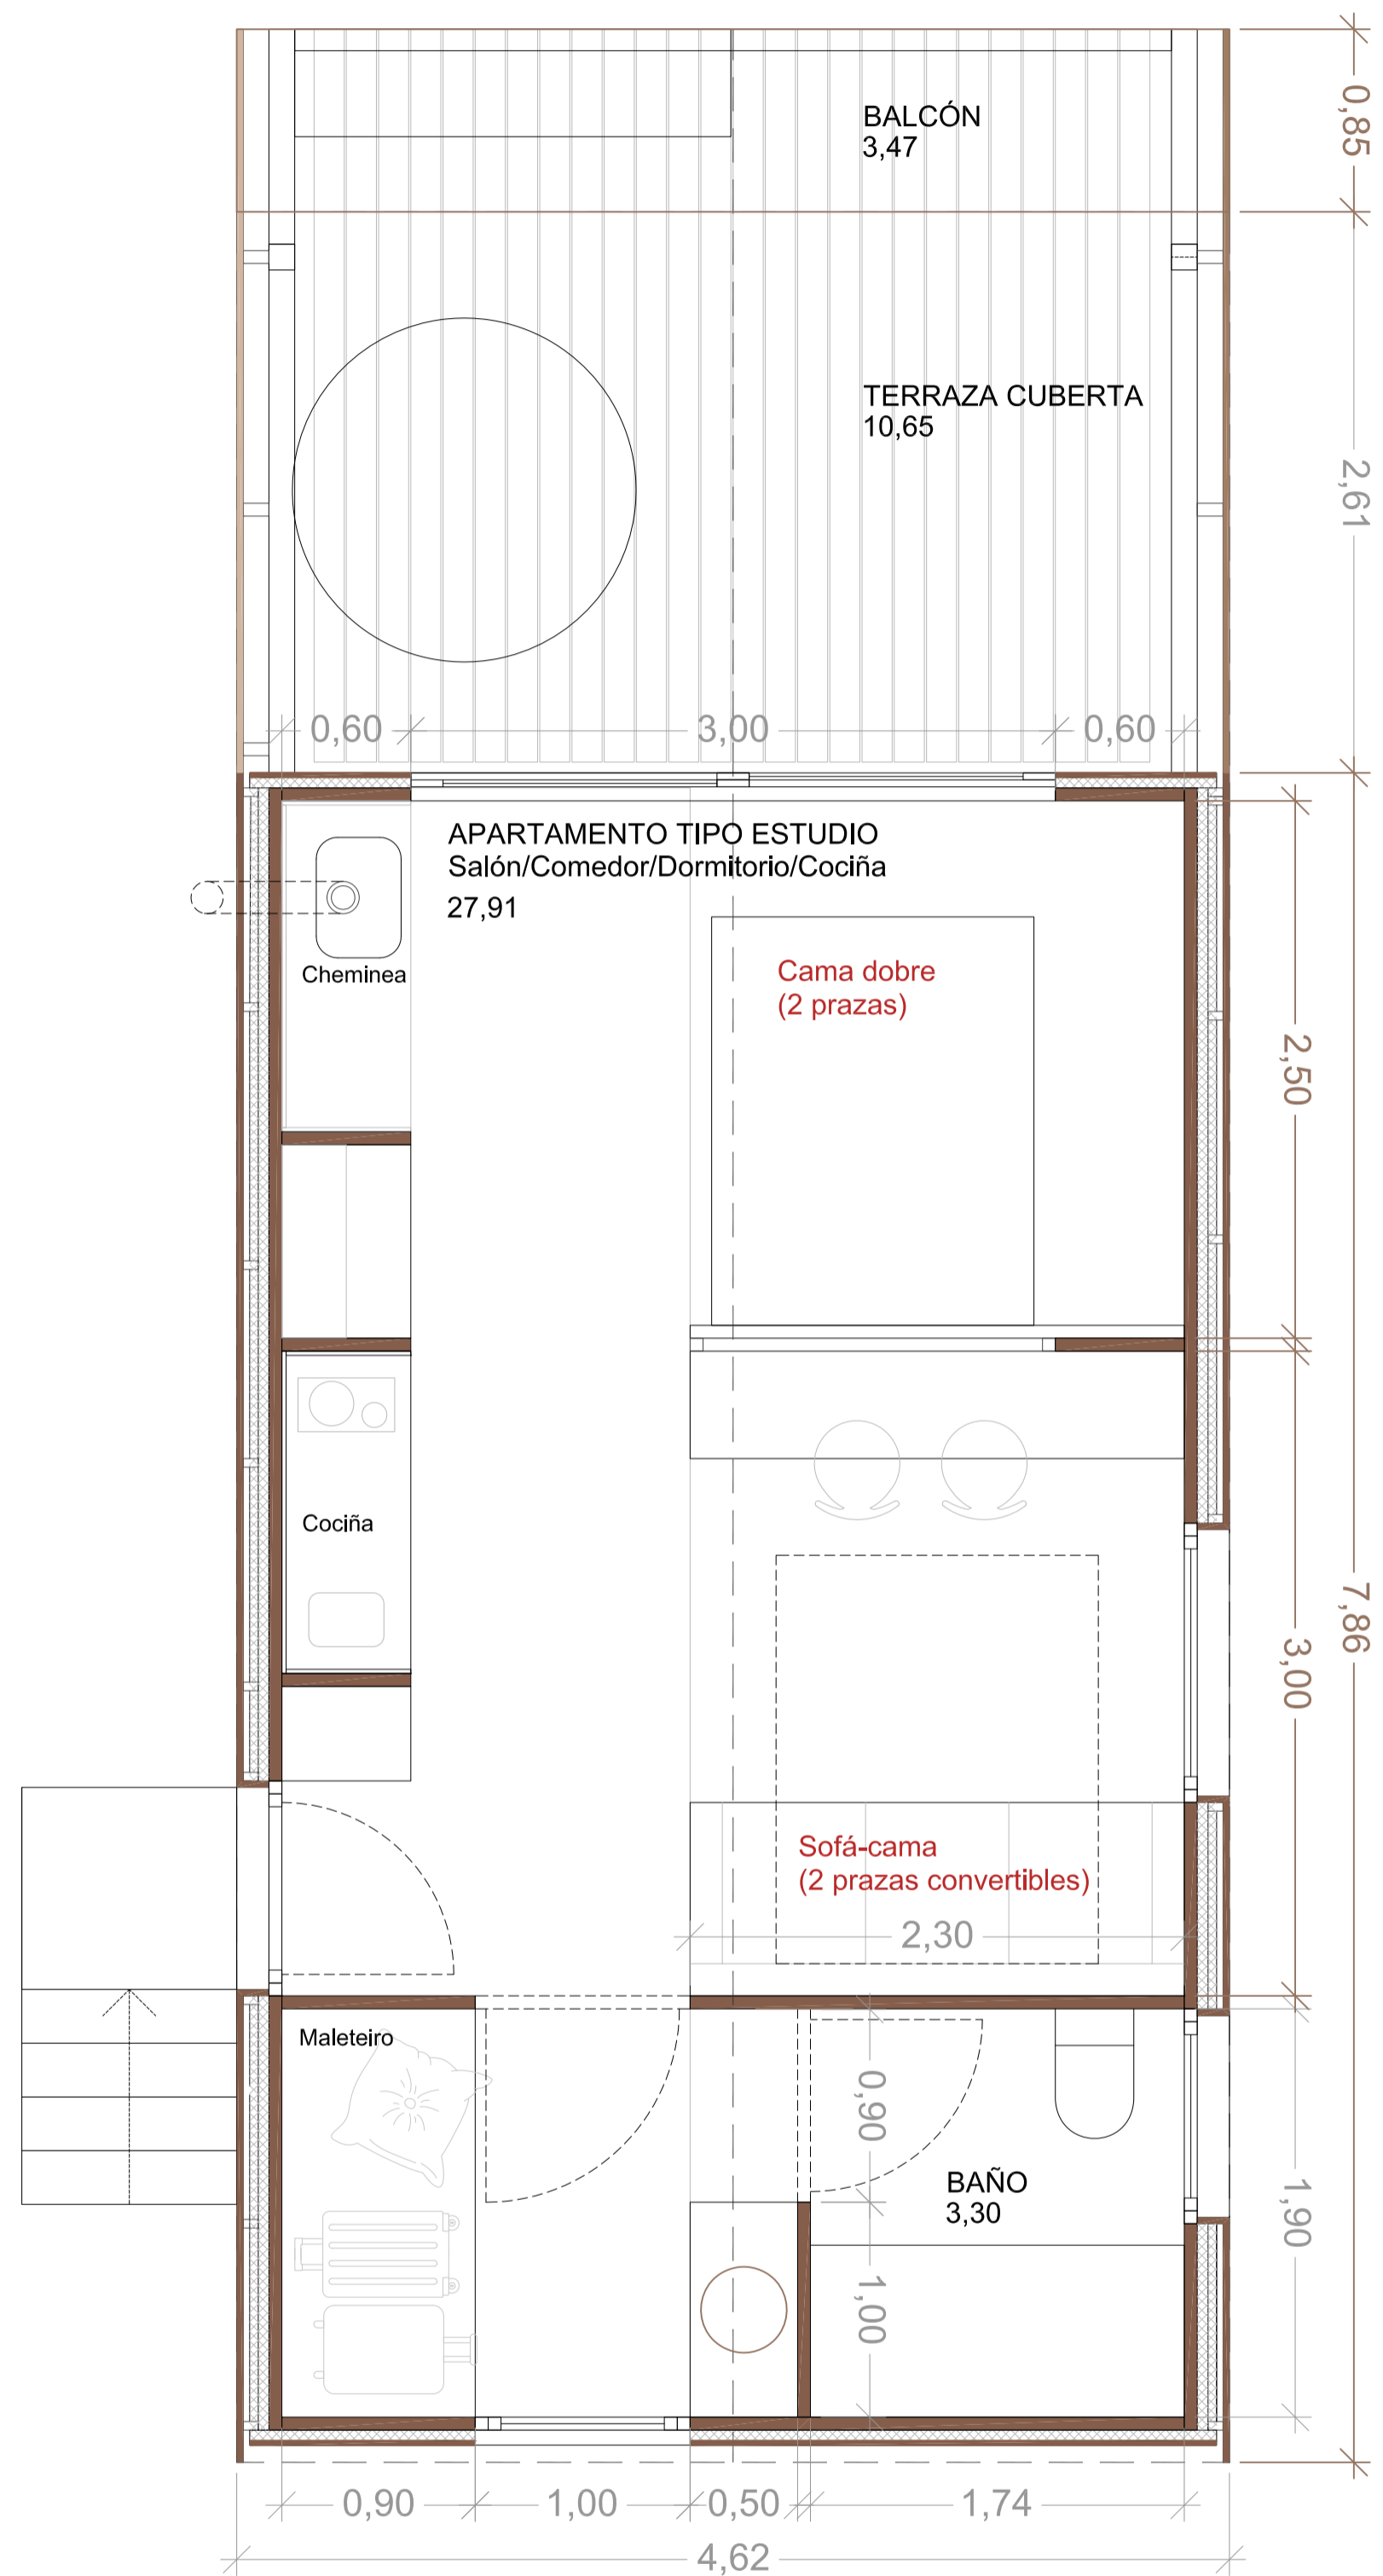 0,85
BALCÓN
3,47
TERRAZA CUBERTA
10,65
2,61
0,60
3,00
0,60
APARTAMENTO TIPO ESTUDIO
Salón/Comedor/Dormitorio/Cociña
27,91
Cheminea
Cama dobre
(2 prazas)
2,50
Cociña
7,86
3,00
Sofá-cama
(2 prazas convertibles)
2,30
Maleteiro
0,90
BAÑO
3,30
1,90
1,00
0,90
1,00
0,50
1,74
4,62